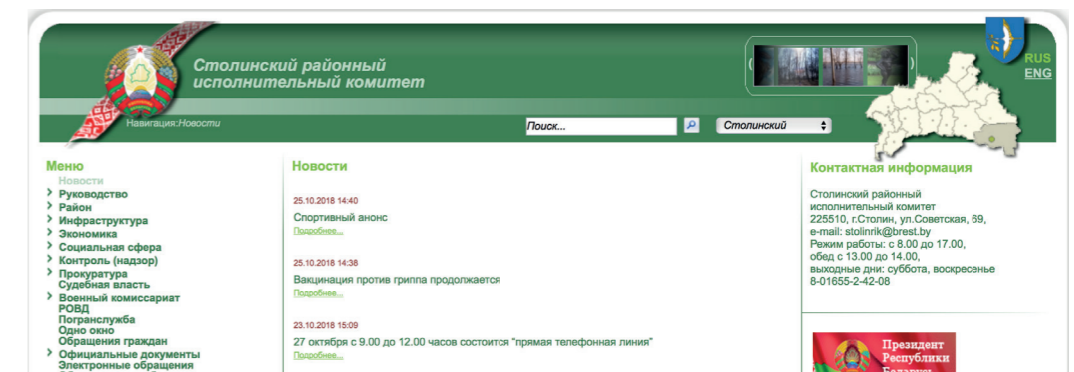 Столинский районный
исполнительный комитет
RUS
ENG
Навигация:Новости
Поиск...
Столинский
Меню
Новости
Руководство
Район
Инфраструктура
Экономика
Социальная сфера
Контроль (надзор)
Прокуратура
Судебная власть
Военный комиссариат
РОВД
Погранслужба
Одно окно
Обращения граждан
Официальные документы
Электронные обращения
Новости
25.10.2018 14:40
Спортивный анонс
Подробнее...
25.10.2018 14:38
Вакцинация против гриппа продолжается
Подробнее...
23.10.2018 15:09
27 октября с 9.00 до 12.00 часов состоится "прямая телефонная линия"
Подробнее...
Контактная информация
Столинский районный
исполнительный комитет
225510, г.Столин, ул.Советская, 69,
e-mail: stolinrik@brest.by
Режим работы: с 8.00 до 17.00,
обед с 13.00 до 14.00,
выходные дни: суббота, воскресенье
8-01655-2-42-08
Президент
Республики
Беларусь